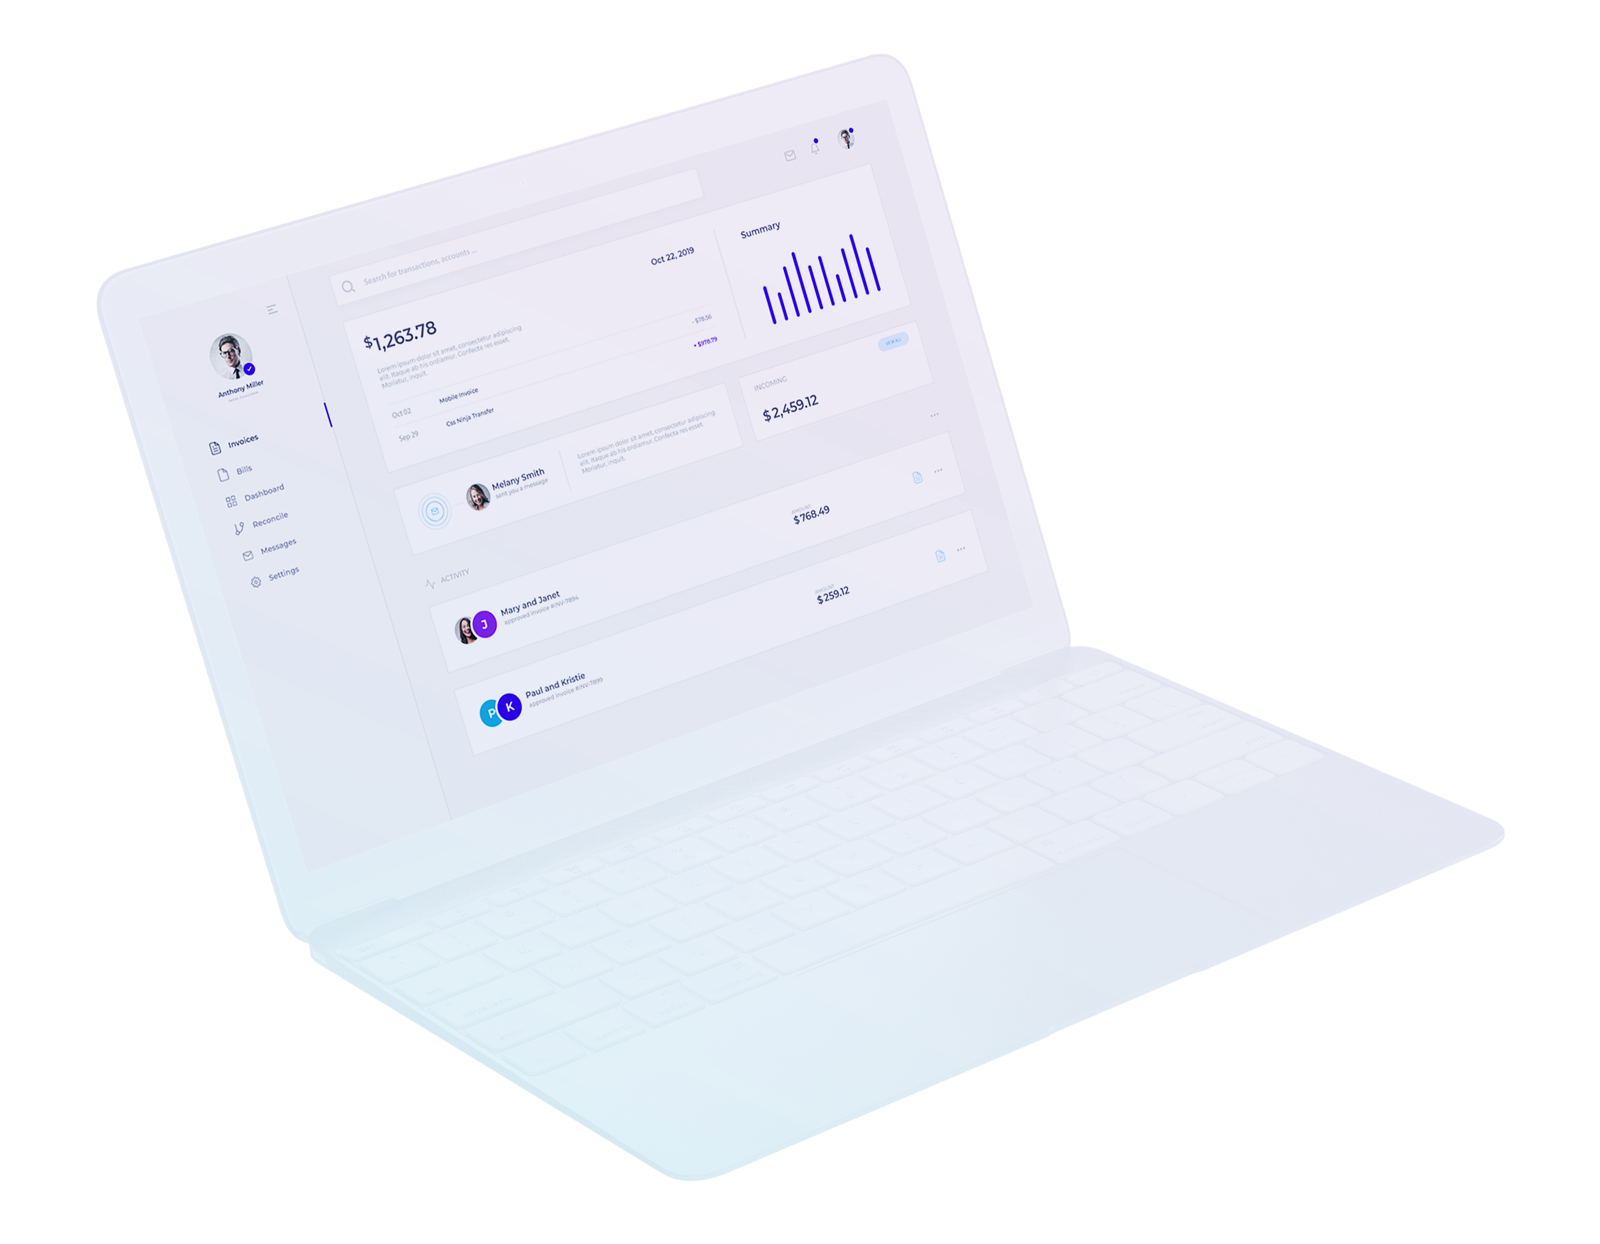 Search for transactions, accounts ...
Anthony Miller
Invoices
Bills
Dashboard
Reconcile
Messages
Settings
Oct 22, 2019
$1,263.78
Lorem ipsum dolor sit amet, consectetur adipiscing
elit. Itaque ab his ordiamur. Confecta res esset.
Moriatur, inquit.
Oct 02 Mobile Invoice - $78.56
Sep 29 Css Ninja Transfer + $978.79
Summary
Melany Smith
sent you a message
Lorem ipsum dolor sit amet, consectetur adipiscing
elit. Itaque ab his ordiamur. Confecta res esset.
Moriatur, inquit.
VIEW ALL
INCOMING
$2,459.12
ACTIVITY
J
Mary and Janet
Approved invoice #INV-7894
AMOUNT
$768.49
P
K
Paul and Kristie
Approved invoice #INV-7899
AMOUNT
$259.12